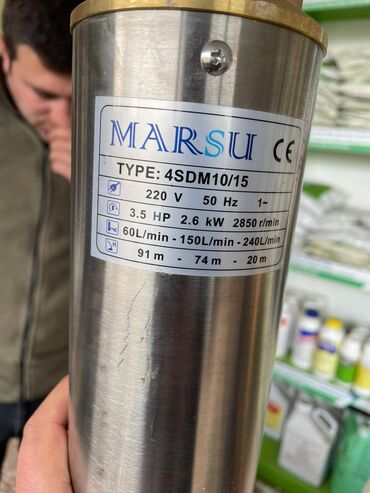 MARSU CE
TYPE: 4SDM10/15
220 V 50 Hz 1~
3.5 HP 2.6 kW 2850 r/min
60L/min - 150L/min - 240L/min
91 m - 74 m - 20 m